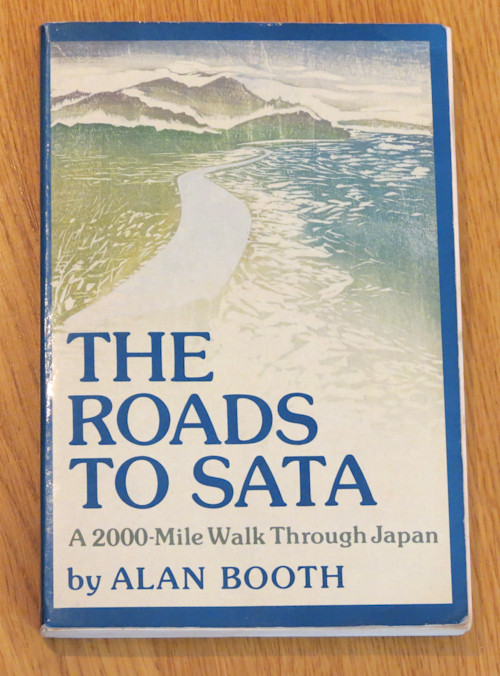 THE
ROADS
TO SATA
A 2000-Mile Walk Through Japan
by ALAN BOOTH